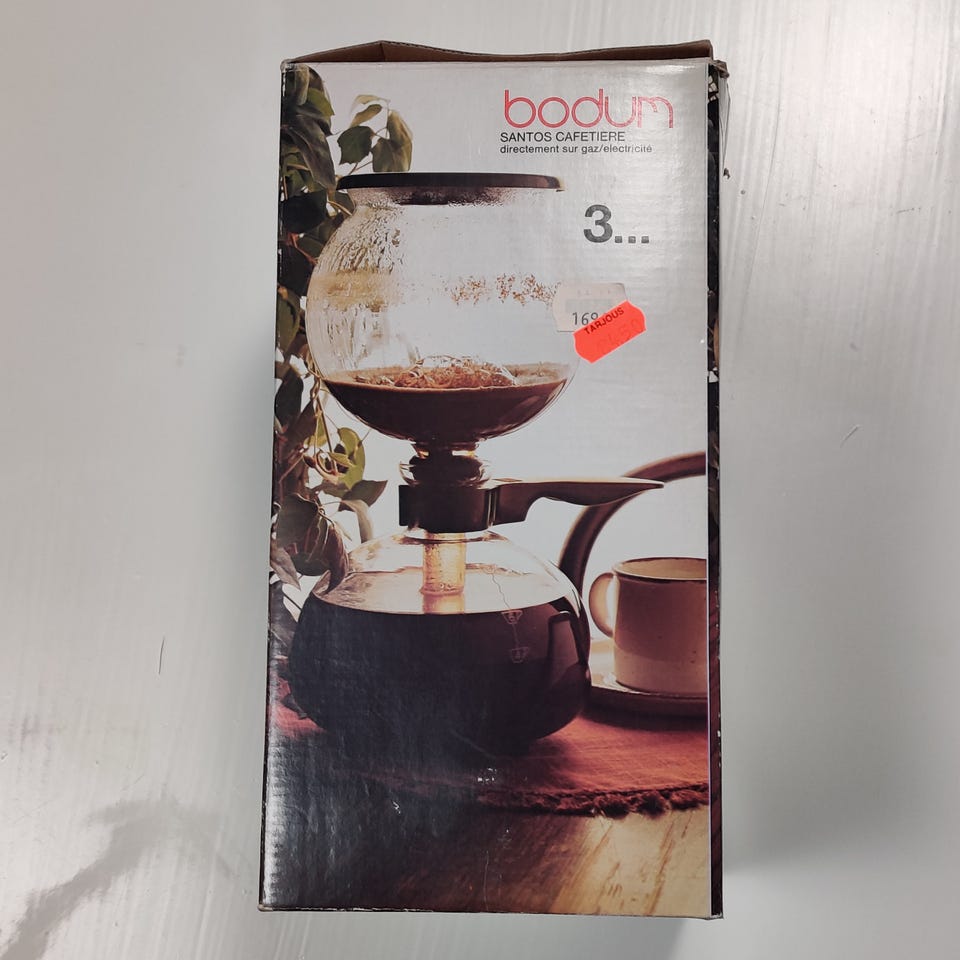 bodum
SANTOS CAFETIERE
directement sur gaz/electricité
3...
169
TARJOUS